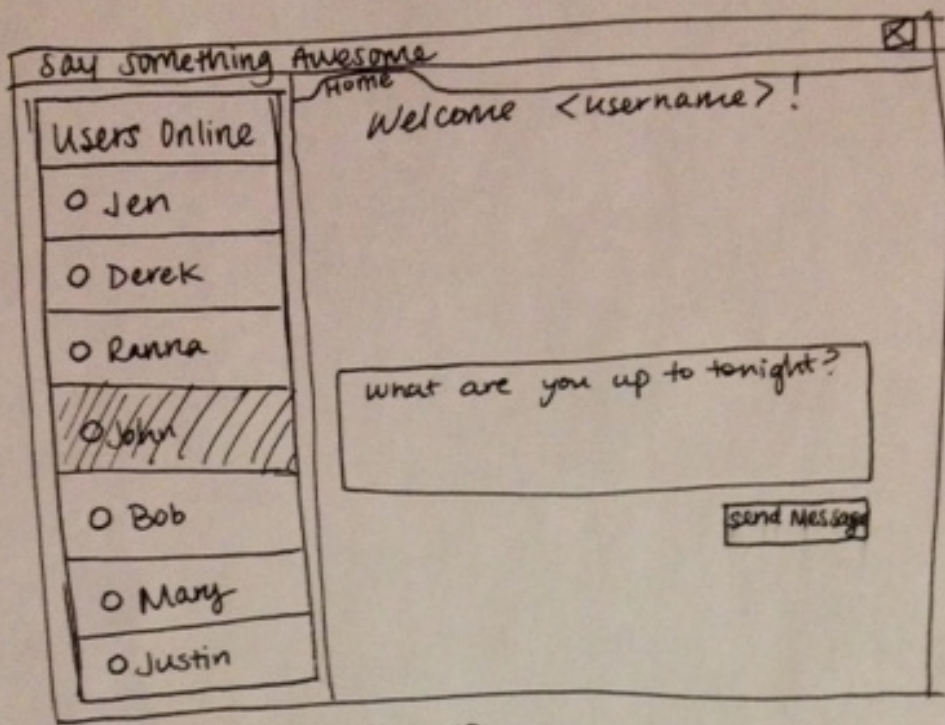 Say something Awesome
Home
Welcome <username>!
Users Online
Jen
Derek
Ranna
John
Bob
Mary
Justin
what are you up to tonight?
Send Message